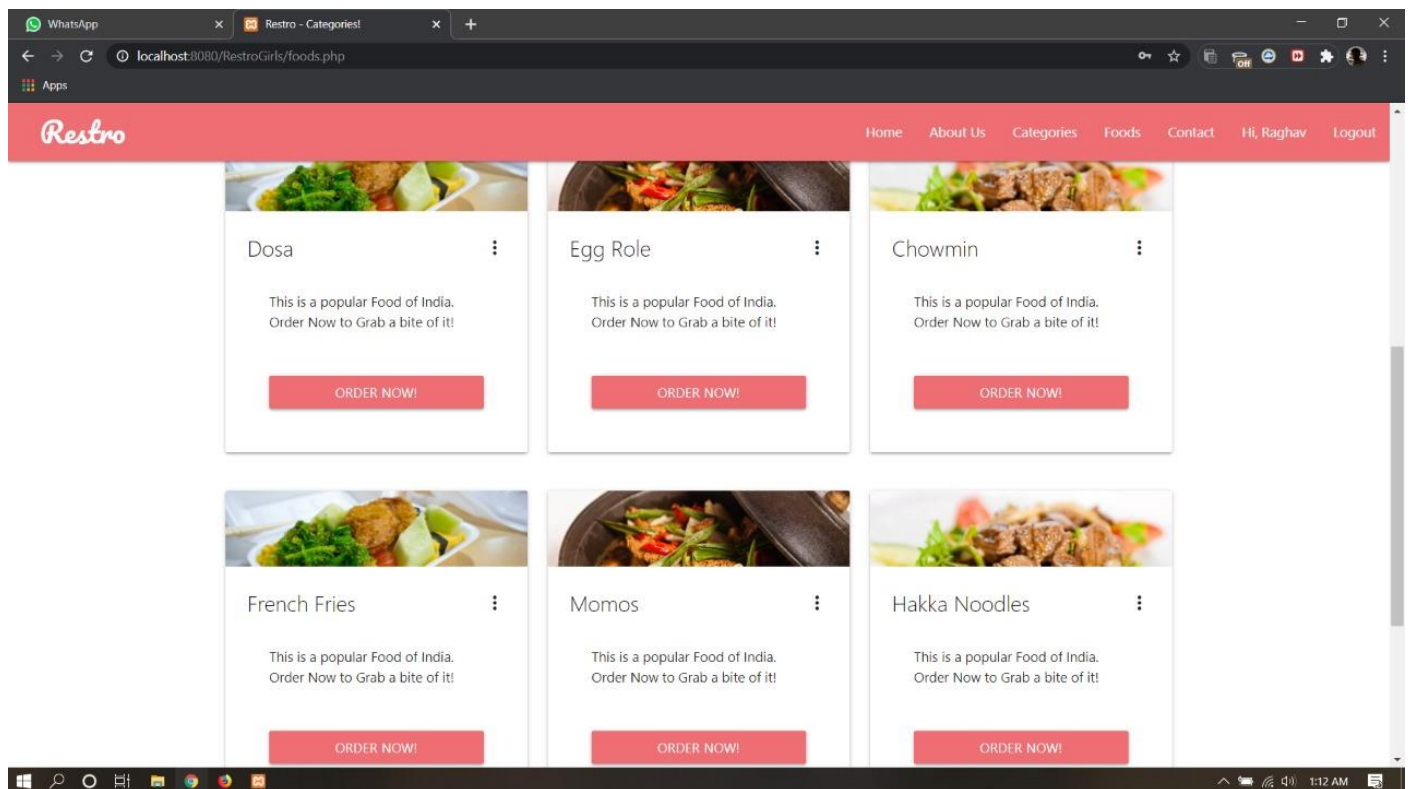 WhatsApp
Restro - Categories!
localhost:8080/RestroGirls/foods.php
Off
Apps
Restro
Home About Us Categories Foods Contact Hi, Raghav Logout
Dosa
Egg Role
Chowmin
This is a popular Food of India.
Order Now to Grab a bite of it!
This is a popular Food of India.
Order Now to Grab a bite of it!
This is a popular Food of India.
Order Now to Grab a bite of it!
ORDER NOW!
ORDER NOW!
ORDER NOW!
French Fries
Momos
Hakka Noodles
This is a popular Food of India.
Order Now to Grab a bite of it!
This is a popular Food of India.
Order Now to Grab a bite of it!
This is a popular Food of India.
Order Now to Grab a bite of it!
ORDER NOW!
ORDER NOW!
ORDER NOW!
1:12 AM